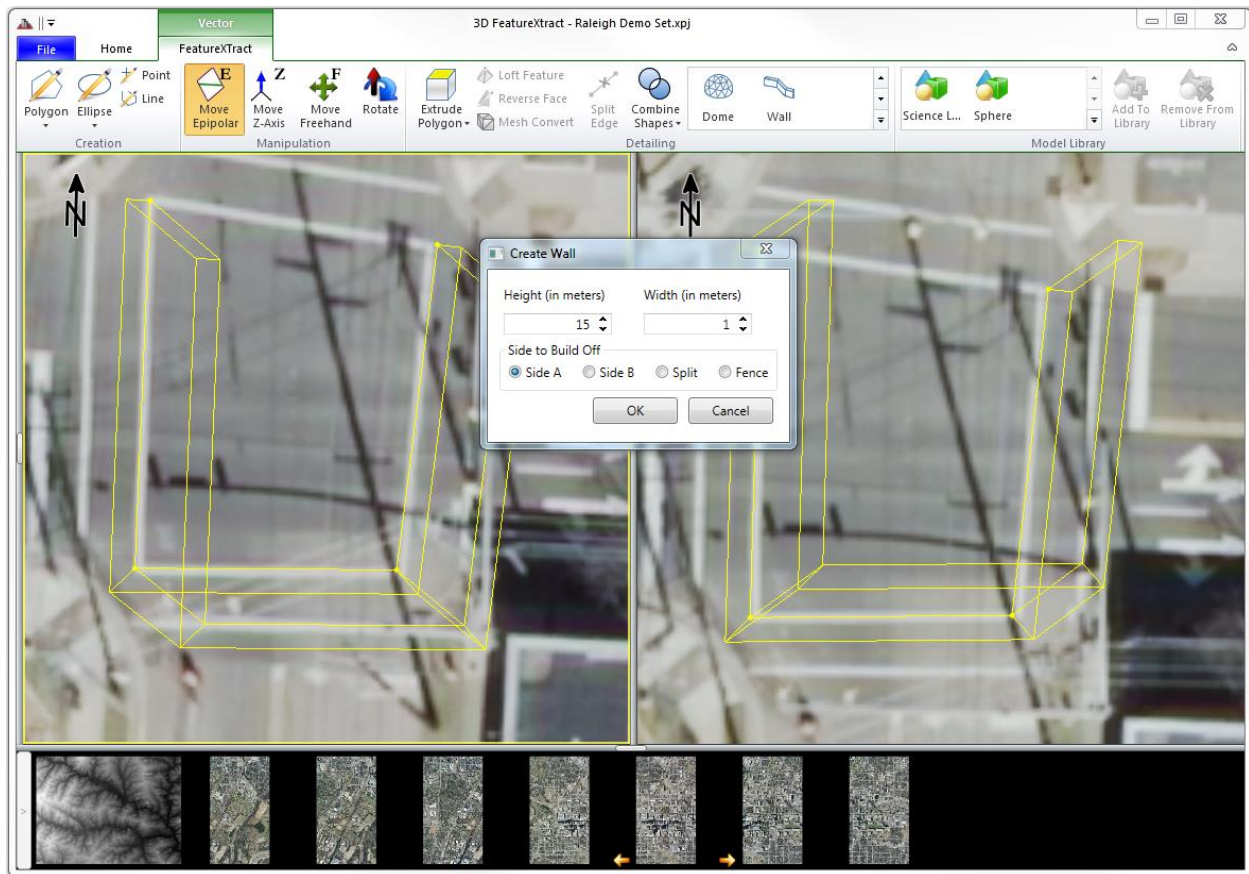 Vector
3D FeatureXtract - Raleigh Demo Set.xpj
File
Home
FeatureXTract
Polygon
Ellipse
Point
Line
Creation
E
Move
Epipolar
Z
Move
Z-Axis
F
Move
Freehand
Rotate
Manipulation
Extrude
Polygon
Loft Feature
Reverse Face
Mesh Convert
Split
Edge
Combine
Shapes
Dome
Wall
Detailing
Science L...
Sphere
Add To
Library
Remove From
Library
Model Library
N
N
Create Wall
Height (in meters)
Width (in meters)
15
1
Side to Build Off
Side A
Side B
Split
Fence
OK
Cancel